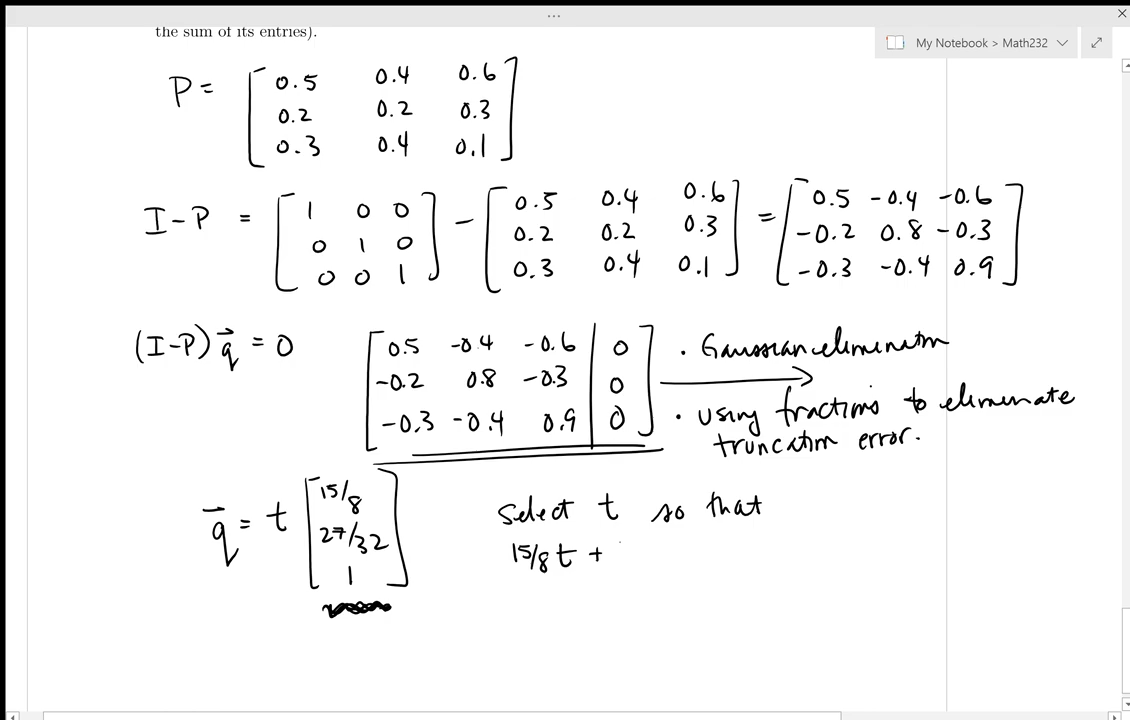 the sum of its entries).
My Notebook > Math232
P = [ 0.5 0.4 0.6
0.2 0.2 0.3
0.3 0.4 0.1 ]
I-P = [ 1 0 0
0 1 0
0 0 1 ] - [ 0.5 0.4 0.6
0.2 0.2 0.3
0.3 0.4 0.1 ] = [ 0.5 -0.4 -0.6
-0.2 0.8 -0.3
-0.3 -0.4 0.9 ]
(I-P) q⃗ = 0
[ 0.5 -0.4 -0.6 | 0
-0.2 0.8 -0.3 | 0
-0.3 -0.4 0.9 | 0 ]
· Gaussian elimination
· using fractions to eliminate
truncation error.
q⃗ = t [ 15/8
27/32
1 ]
select t so that
15/8 t +